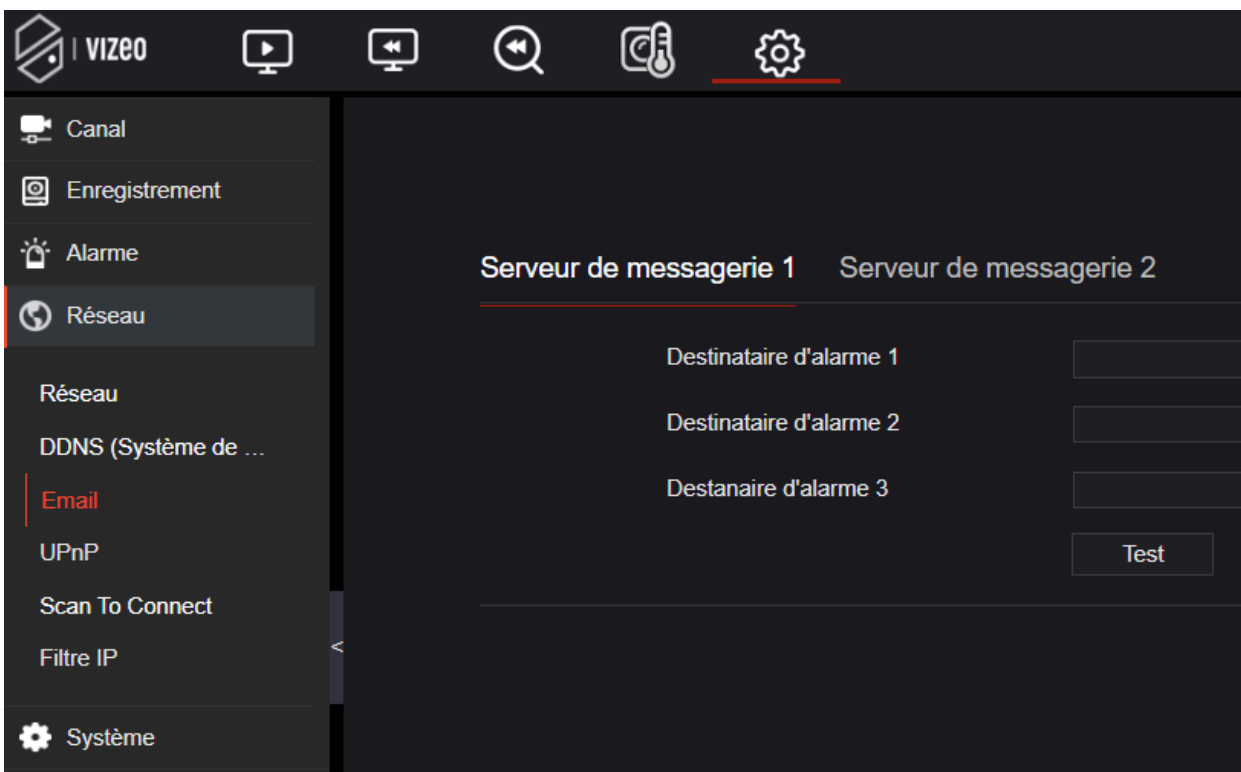 VIZEO
Canal
Enregistrement
Alarme
Réseau
Réseau
DDNS (Système de ...
Email
UPnP
Scan To Connect
Filtre IP
Système
<
Serveur de messagerie 1 Serveur de messagerie 2
Destinataire d'alarme 1
Destinataire d'alarme 2
Destanaire d'alarme 3
Test